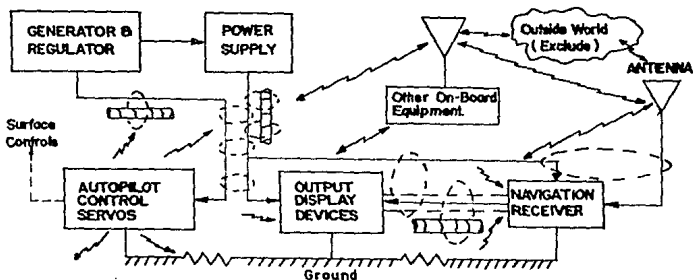 GENERATOR &
REGULATOR
POWER
SUPPLY
Outside World
(Exclude)
ANTENNA
Other On-Board
Equipment.
Surface
Controls
AUTOPILOT
CONTROL
SERVOS
OUTPUT
DISPLAY
DEVICES
NAVIGATION
RECEIVER
Ground